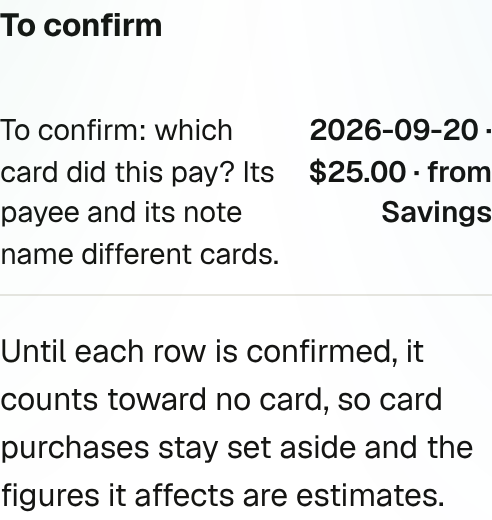 To confirm
To confirm: which
card did this pay? Its
payee and its note
name different cards.
2026-09-20 ·
$25.00 · from
Savings
Until each row is confirmed, it
counts toward no card, so card
purchases stay set aside and the
figures it affects are estimates.